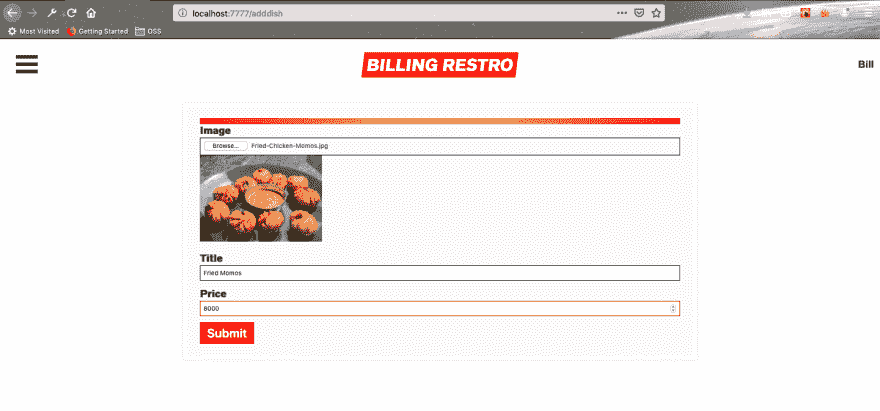 localhost:7777/adddish
Most Visited Getting Started OSS
BILLING RESTRO
Bill
Image
Browse... Fried-Chicken-Momos.jpg
Title
Fried Momos
Price
8000
Submit